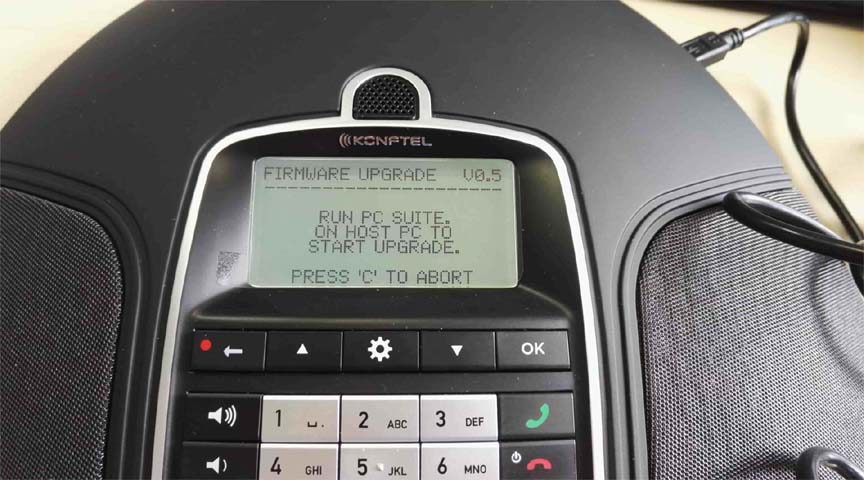 KONFTEL
FIRMWARE UPGRADE V0.5
RUN PC SUITE.
ON HOST PC TO
START UPGRADE.
PRESS 'C' TO ABORT
OK
1 2 ABC 3 DEF
4 GHI 5 JKL 6 MNO